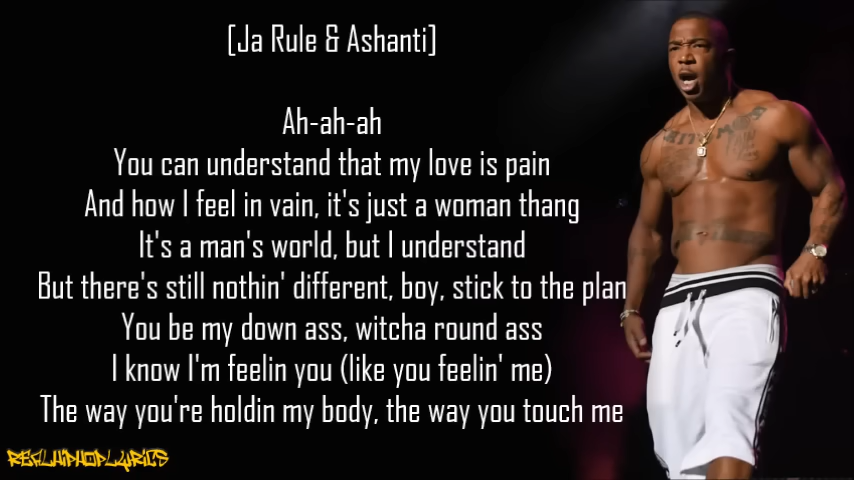 [Ja Rule & Ashanti]
Ah-ah-ah
You can understand that my love is pain
And how I feel in vain, it's just a woman thang
It's a man's world, but I understand
But there's still nothin' different, boy, stick to the plan
You be my down ass, witcha round ass
I know I'm feelin you (like you feelin' me)
The way you're holdin my body, the way you touch me
REALHIPHOPLYRICS